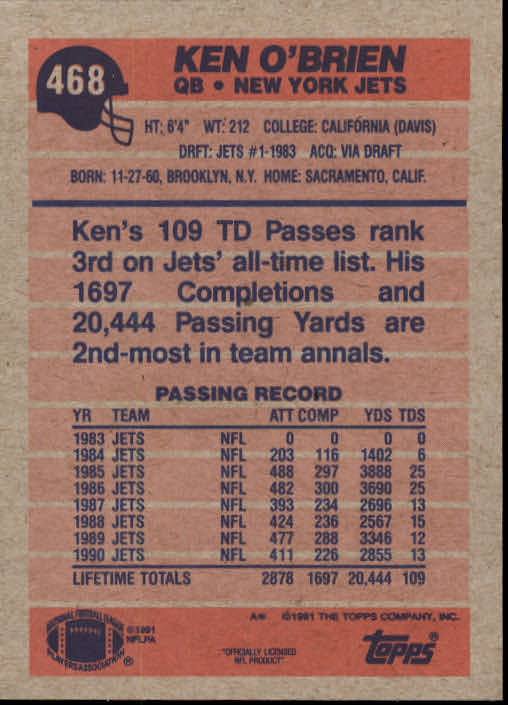 468
KEN O'BRIEN
QB • NEW YORK JETS
HT: 6'4" WT: 212 COLLEGE: CALIFORNIA (DAVIS)
DRFT: JETS #1-1983 ACQ: VIA DRAFT
BORN: 11-27-60, BROOKLYN, N.Y. HOME: SACRAMENTO, CALIF.
Ken's 109 TD Passes rank
3rd on Jets' all-time list. His
1697 Completions and
20,444 Passing Yards are
2nd-most in team annals.
PASSING RECORD
YR TEAM ATT COMP YDS TDS
1983 JETS NFL 0 0 0 0
1984 JETS NFL 203 116 1402 6
1985 JETS NFL 488 297 3888 25
1986 JETS NFL 482 300 3690 25
1987 JETS NFL 393 234 2696 13
1988 JETS NFL 424 236 2567 15
1989 JETS NFL 477 288 3346 12
1990 JETS NFL 411 226 2855 13
LIFETIME TOTALS 2878 1697 20,444 109
A* ©1991 THE TOPPS COMPANY, INC.
NATIONAL FOOTBALL LEAGUE
PLAYERS ASSOCIATION ®
©1991
NFLPA
"OFFICIALLY LICENSED
NFL PRODUCT"
topps®